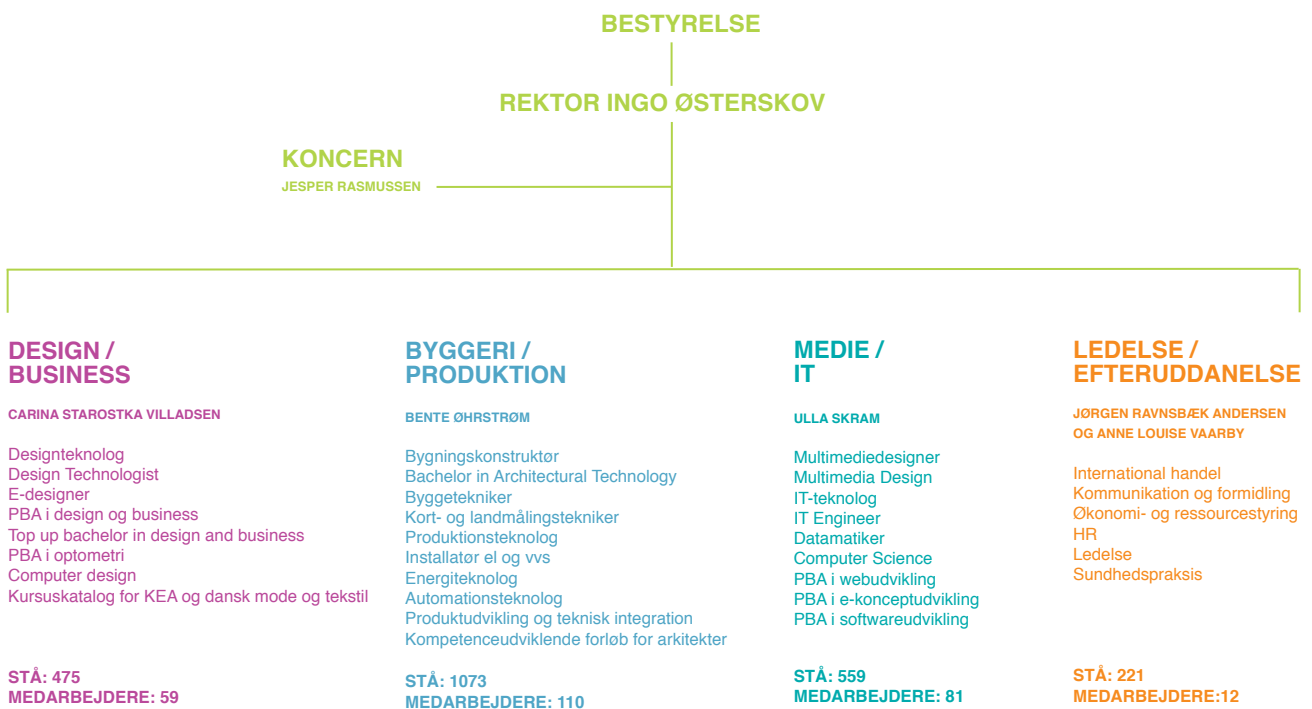 BESTYRELSE
REKTOR INGO ØSTERSKOV
KONCERN
JESPER RASMUSSEN
DESIGN /
BUSINESS
CARINA STAROSTKA VILLADSEN
Designteknolog
Design Technologist
E-designer
PBA i design og business
Top up bachelor in design and business
PBA i optometri
Computer design
Kursuskatalog for KEA og dansk mode og tekstil
STÅ: 475
MEDARBEJDERE: 59
BYGGERI /
PRODUKTION
BENTE ØHRSTRØM
Bygningskonstruktør
Bachelor in Architectural Technology
Byggetekniker
Kort- og landmålingstekniker
Produktionsteknolog
Installatør el og vvs
Energiteknolog
Automationsteknolog
Produktudvikling og teknisk integration
Kompetenceudviklende forløb for arkitekter
STÅ: 1073
MEDARBEJDERE: 110
MEDIE /
IT
ULLA SKRAM
Multimediedesigner
Multimedia Design
IT-teknolog
IT Engineer
Datamatiker
Computer Science
PBA i webudvikling
PBA i e-konceptudvikling
PBA i softwareudvikling
STÅ: 559
MEDARBEJDERE: 81
LEDELSE /
EFTERUDDANELSE
JØRGEN RAVNSBÆK ANDERSEN
OG ANNE LOUISE VAARBY
International handel
Kommunikation og formidling
Økonomi- og ressourcestyring
HR
Ledelse
Sundhedspraksis
STÅ: 221
MEDARBEJDERE:12